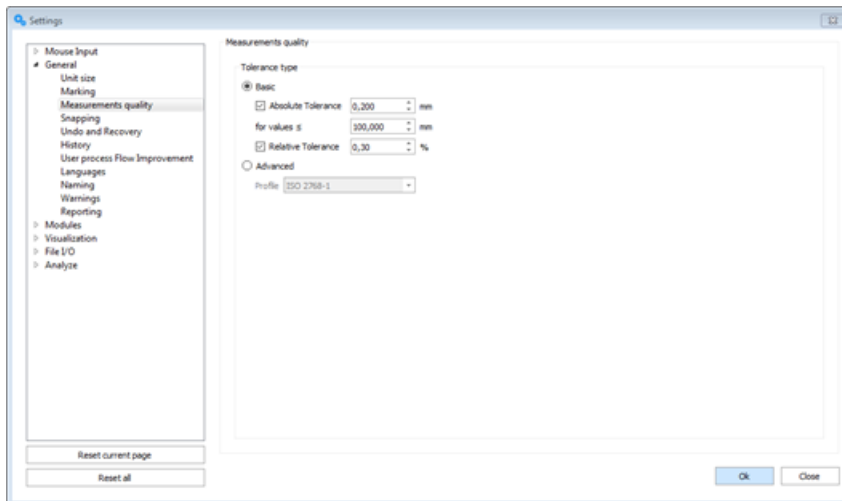 Settings
Mouse Input
General
Unit size
Marking
Measurements quality
Snapping
Undo and Recovery
History
User process Flow Improvement
Languages
Naming
Warnings
Reporting
Modules
Visualization
File I/O
Analyze
Reset current page
Reset all
Measurements quality
Tolerance type
Basic
Absolute Tolerance 0,200 mm
for values ≤ 100,000 mm
Relative Tolerance 0,30 %
Advanced
Profile ISO 2768-1
Ok Close